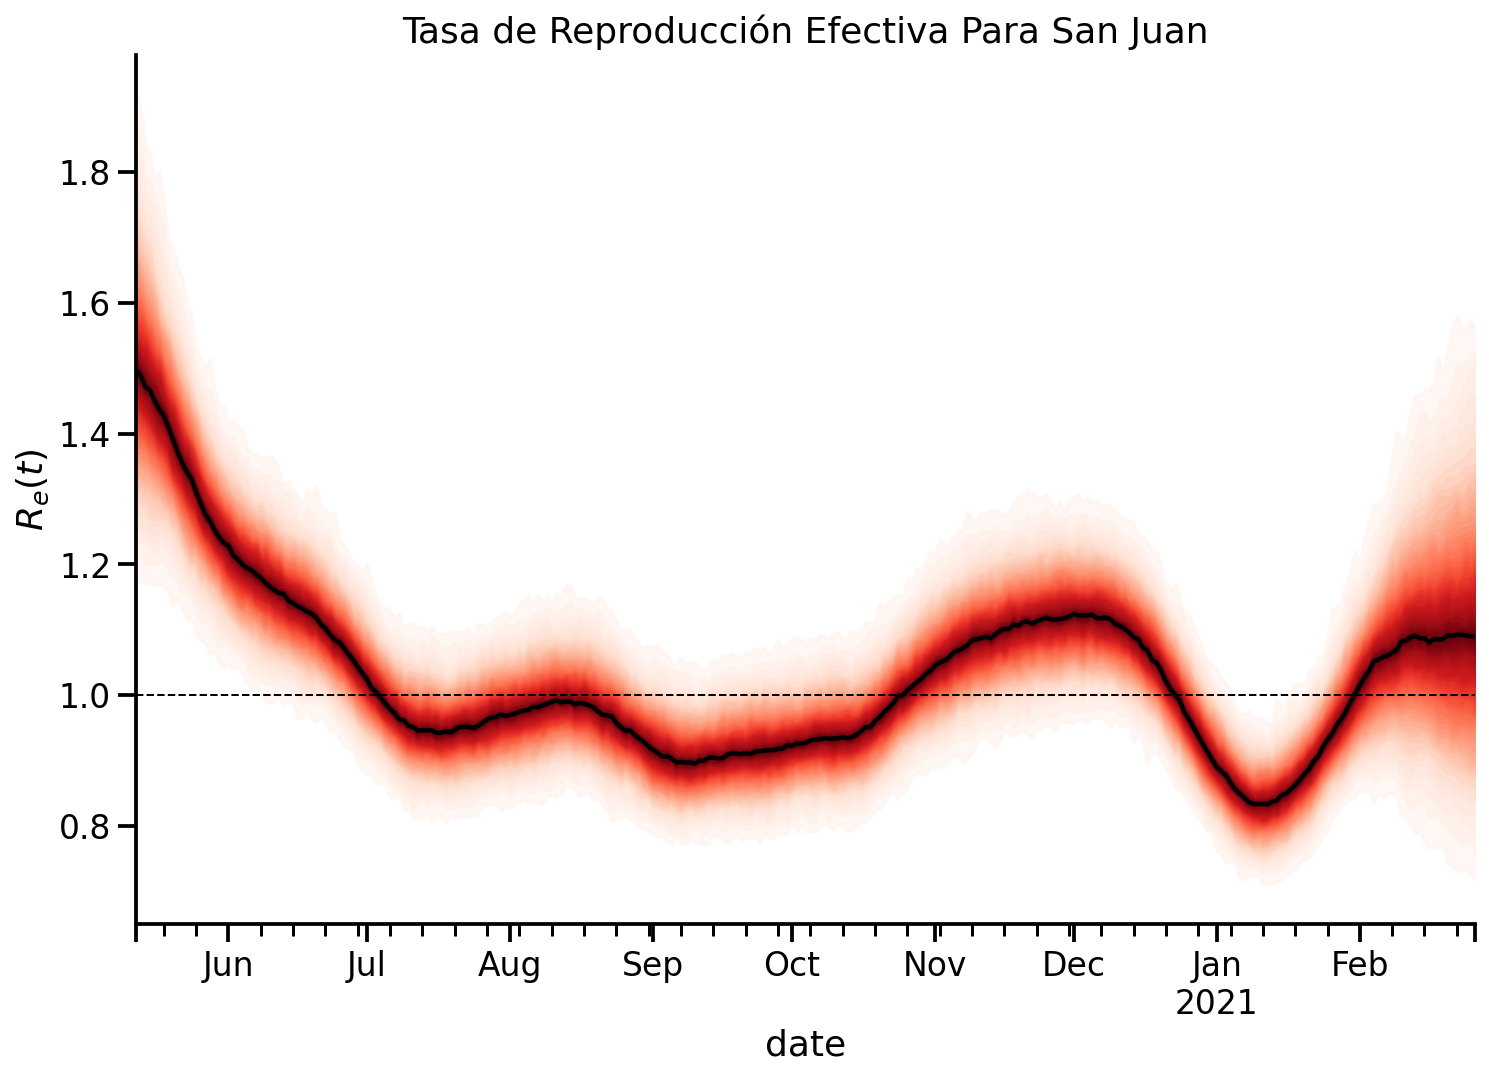 Tasa de Reproducción Efectiva Para San Juan
1.8
1.6
1.4
1.2
1.0
0.8
Rₑ(t)
Jun Jul Aug Sep Oct Nov Dec Jan Feb
2021
date